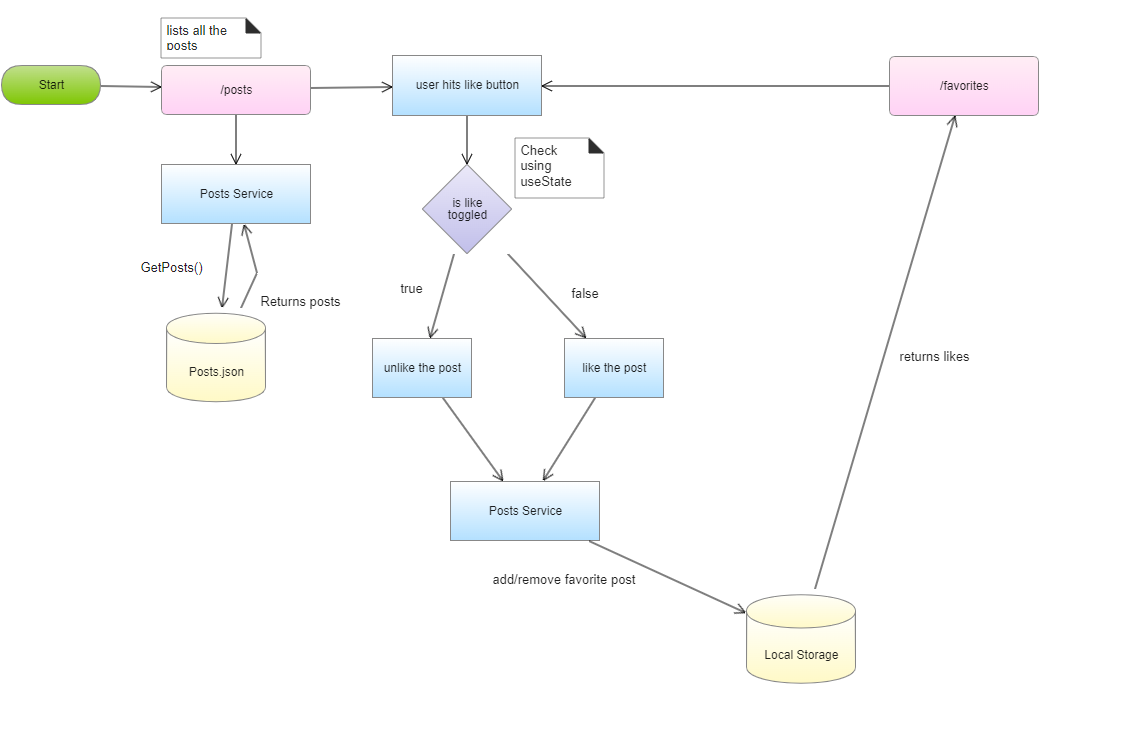 lists all the
posts
Start
/posts
user hits like button
/favorites
Check
using
useState
Posts Service
is like
toggled
GetPosts()
true
false
Returns posts
returns likes
Posts.json
unlike the post
like the post
Posts Service
add/remove favorite post
Local Storage